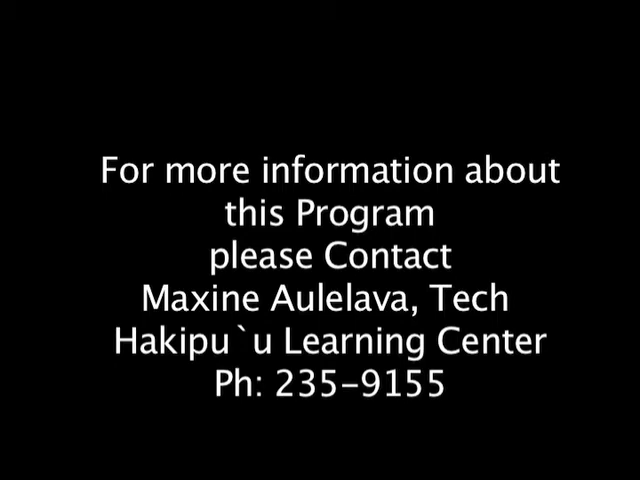 For more information about
this Program
please Contact
Maxine Aulelava, Tech
Hakipu`u Learning Center
Ph: 235-9155